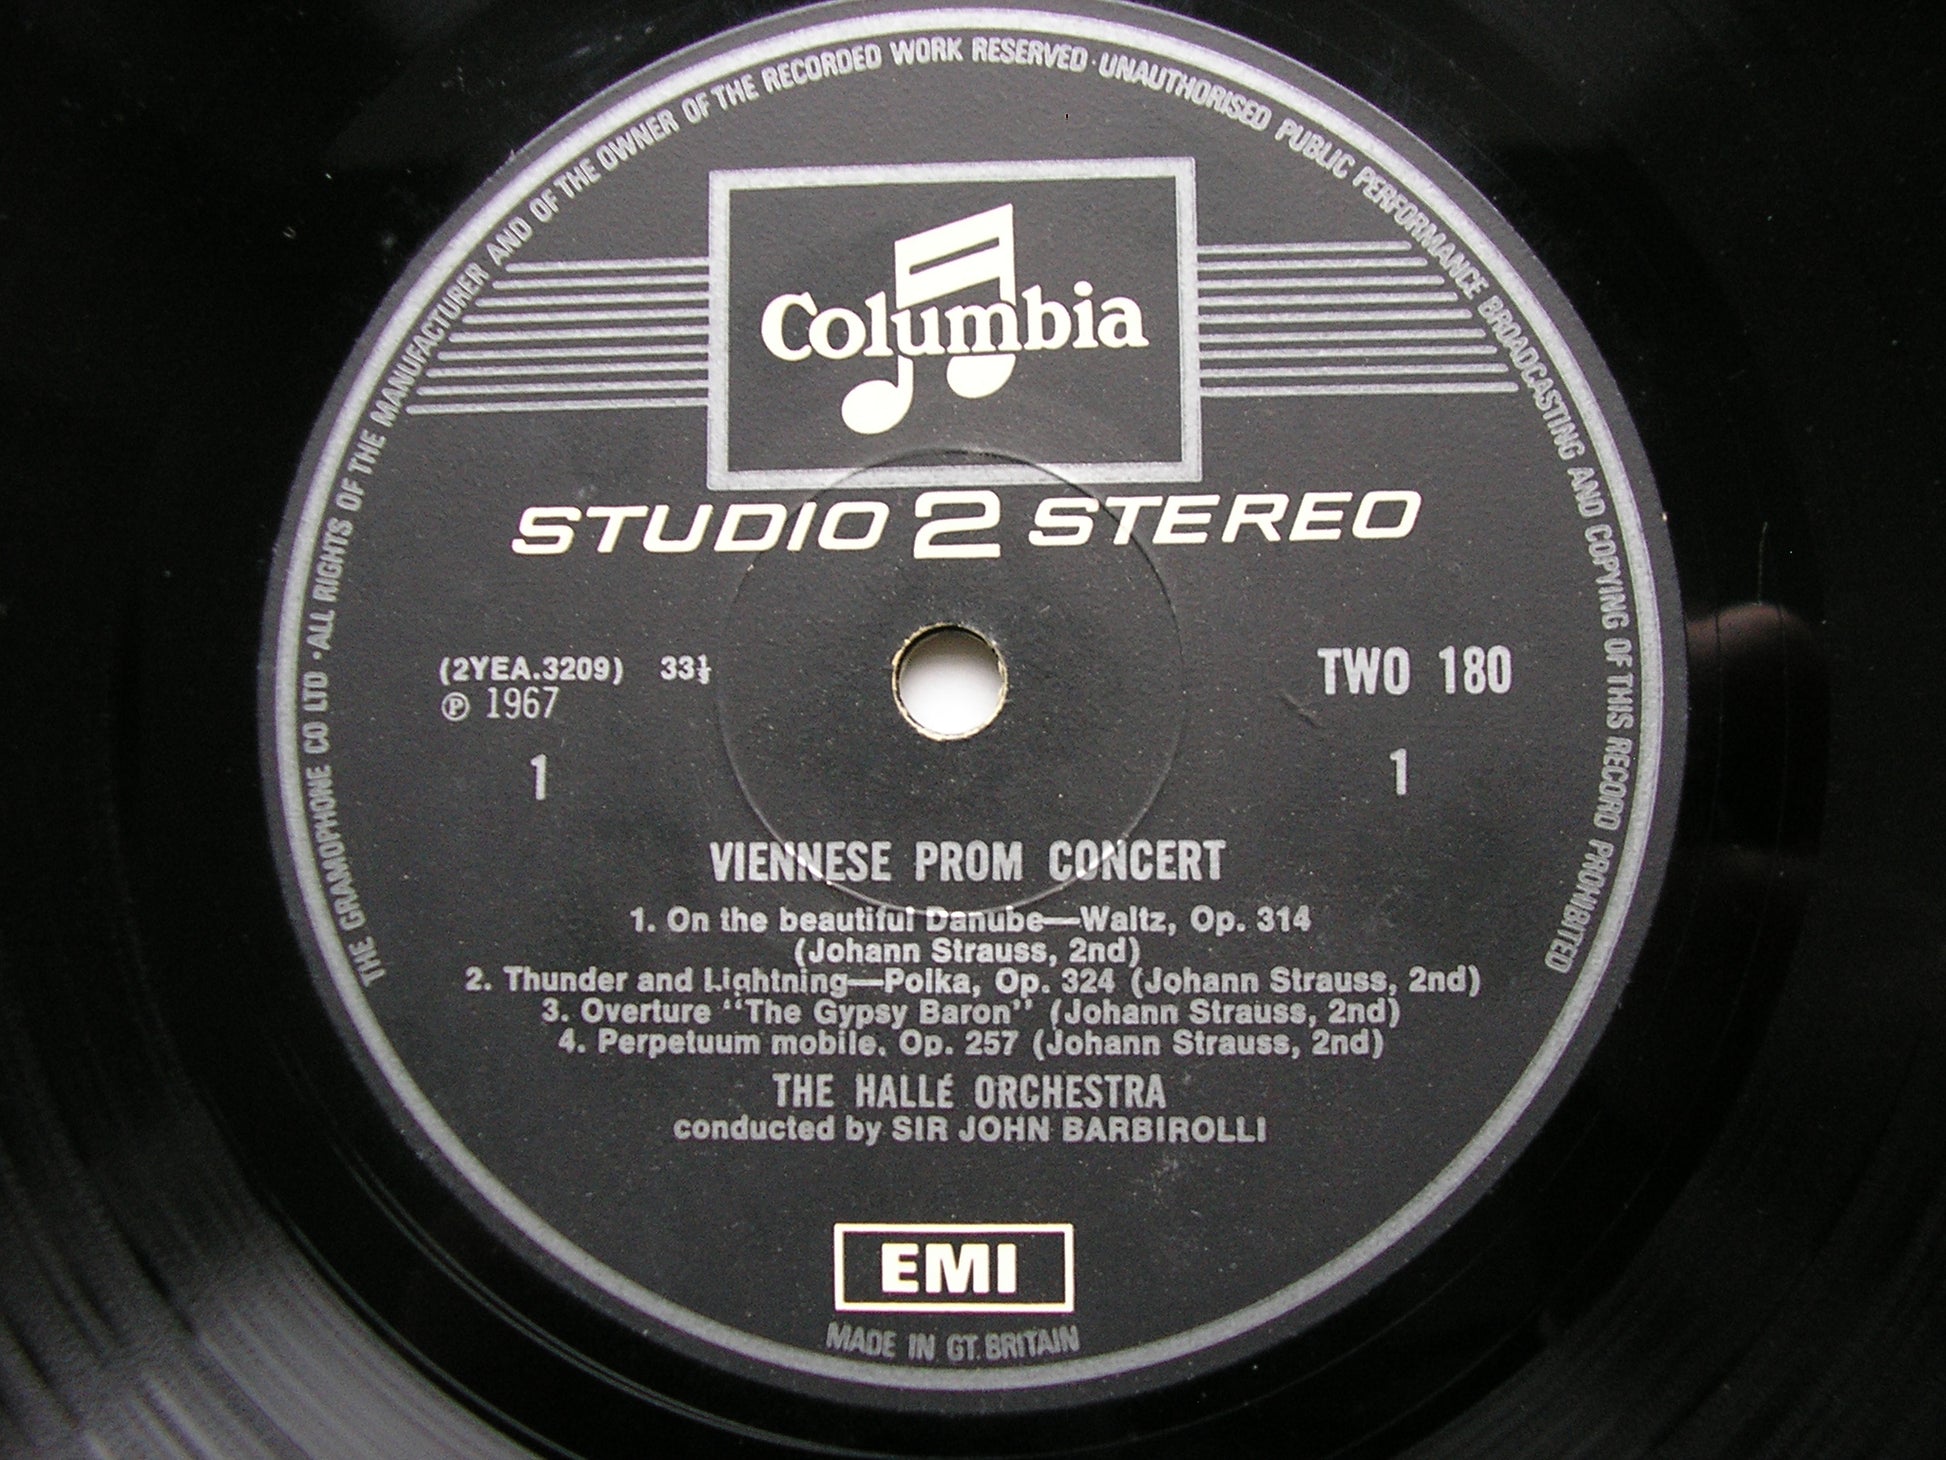 THE GRAMOPHONE CO LTD · ALL RIGHTS OF THE MANUFACTURER AND OF THE OWNER OF THE RECORDED WORK RESERVED · UNAUTHORISED PUBLIC PERFORMANCE BROADCASTING AND COPYING OF THIS RECORD PROHIBITED
Columbia
STUDIO 2 STEREO
(2YEA.3209) 33⅓ TWO 180
℗ 1967
1 1
VIENNESE PROM CONCERT
1. On the beautiful Danube—Waltz, Op. 314
(Johann Strauss, 2nd)
2. Thunder and Lightning—Polka, Op. 324 (Johann Strauss, 2nd)
3. Overture "The Gypsy Baron" (Johann Strauss, 2nd)
4. Perpetuum mobile, Op. 257 (Johann Strauss, 2nd)
THE HALLÉ ORCHESTRA
conducted by SIR JOHN BARBIROLLI
EMI
MADE IN GT. BRITAIN